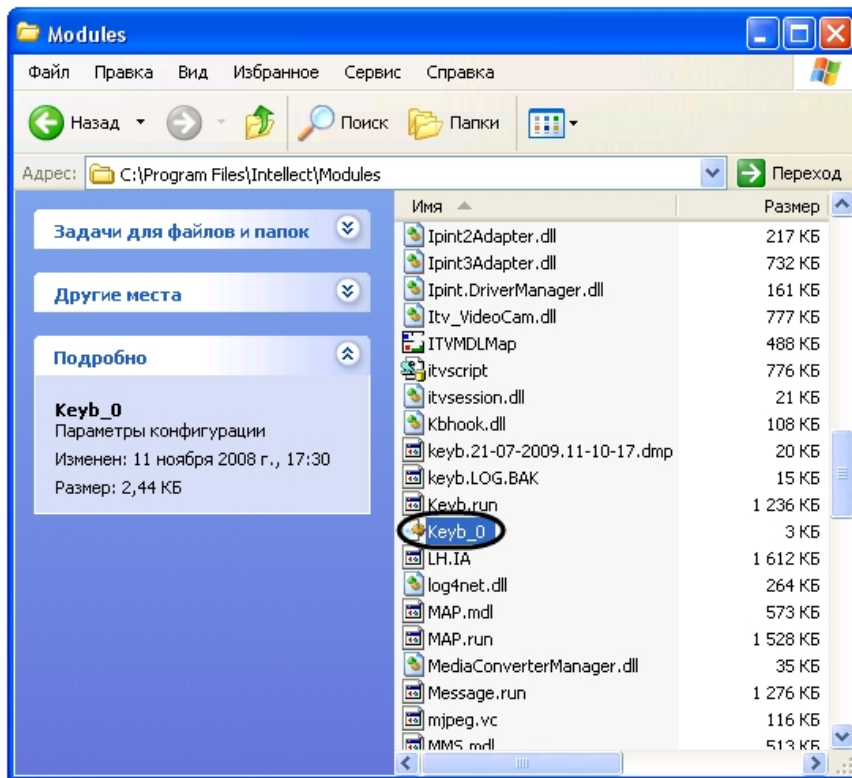 Modules
Файл Правка Вид Избранное Сервис Справка
Назад Поиск Папки
Адрес: C:\Program Files\Intellect\Modules Переход
Задачи для файлов и папок
Другие места
Подробно
Keyb_0
Параметры конфигурации
Изменен: 11 ноября 2008 г., 17:30
Размер: 2,44 КБ
Имя Размер
Ipint2Adapter.dll 217 КБ
Ipint3Adapter.dll 732 КБ
Ipint.DriverManager.dll 161 КБ
Itv_VideoCam.dll 777 КБ
ITVMDLMap 488 КБ
itvscript 776 КБ
itvsession.dll 21 КБ
Kbhook.dll 108 КБ
keyb.21-07-2009.11-10-17.dmp 20 КБ
keyb.LOG.BAK 15 КБ
Keyb.run 1 236 КБ
Keyb_0 3 КБ
LH.IA 1 612 КБ
log4net.dll 264 КБ
MAP.mdl 573 КБ
MAP.run 1 528 КБ
MediaConverterManager.dll 35 КБ
Message.run 1 276 КБ
mjpeg.vc 116 КБ
MMS.mdl 513 КБ